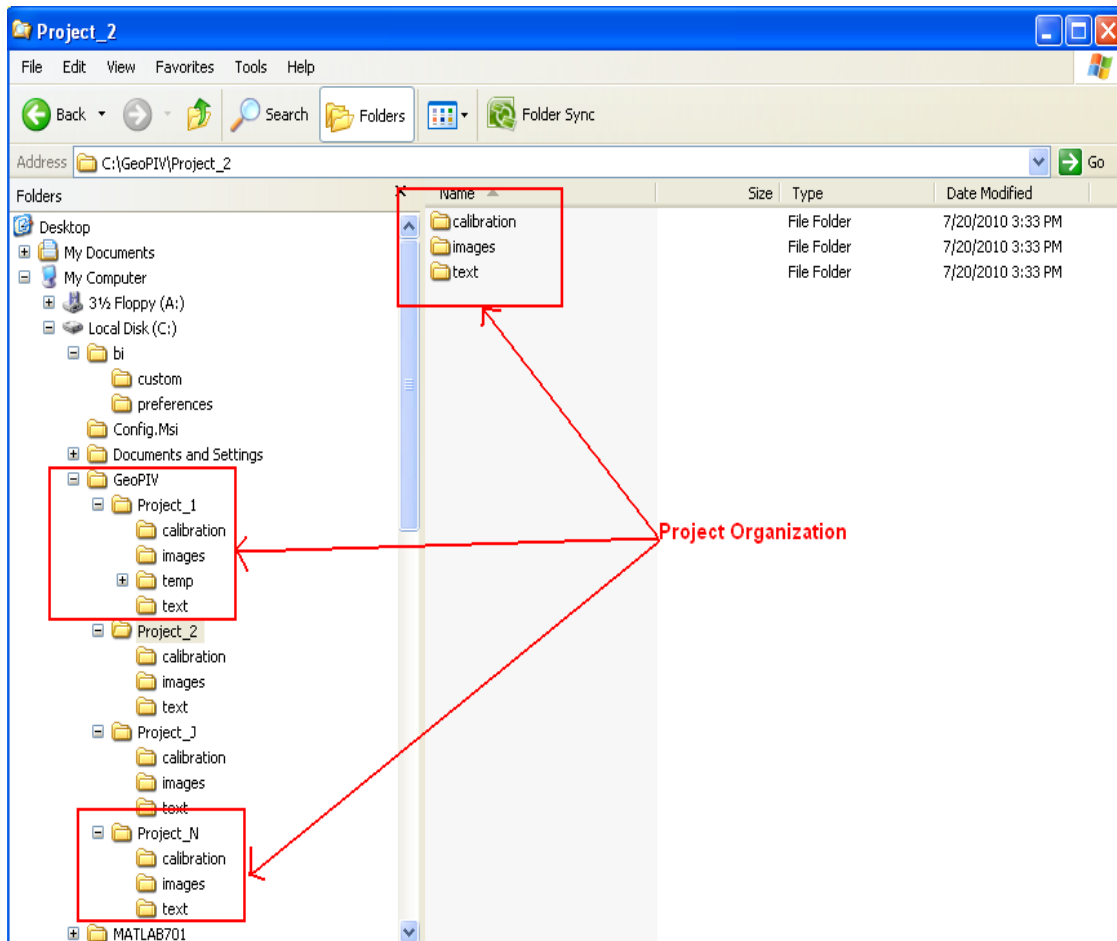 Project_2
File Edit View Favorites Tools Help
Back Search Folders Folder Sync
Address C:\GeoPIV\Project_2 Go
Folders x Name Size Type Date Modified
Desktop
My Documents
My Computer
3½ Floppy (A:)
Local Disk (C:)
bi
custom
preferences
Config.Msi
Documents and Settings
GeoPIV
Project_1
calibration
images
temp
text
Project_2
calibration
images
text
Project_J
calibration
images
text
Project_N
calibration
images
text
MATLAB701
calibration File Folder 7/20/2010 3:33 PM
images File Folder 7/20/2010 3:33 PM
text File Folder 7/20/2010 3:33 PM
Project Organization